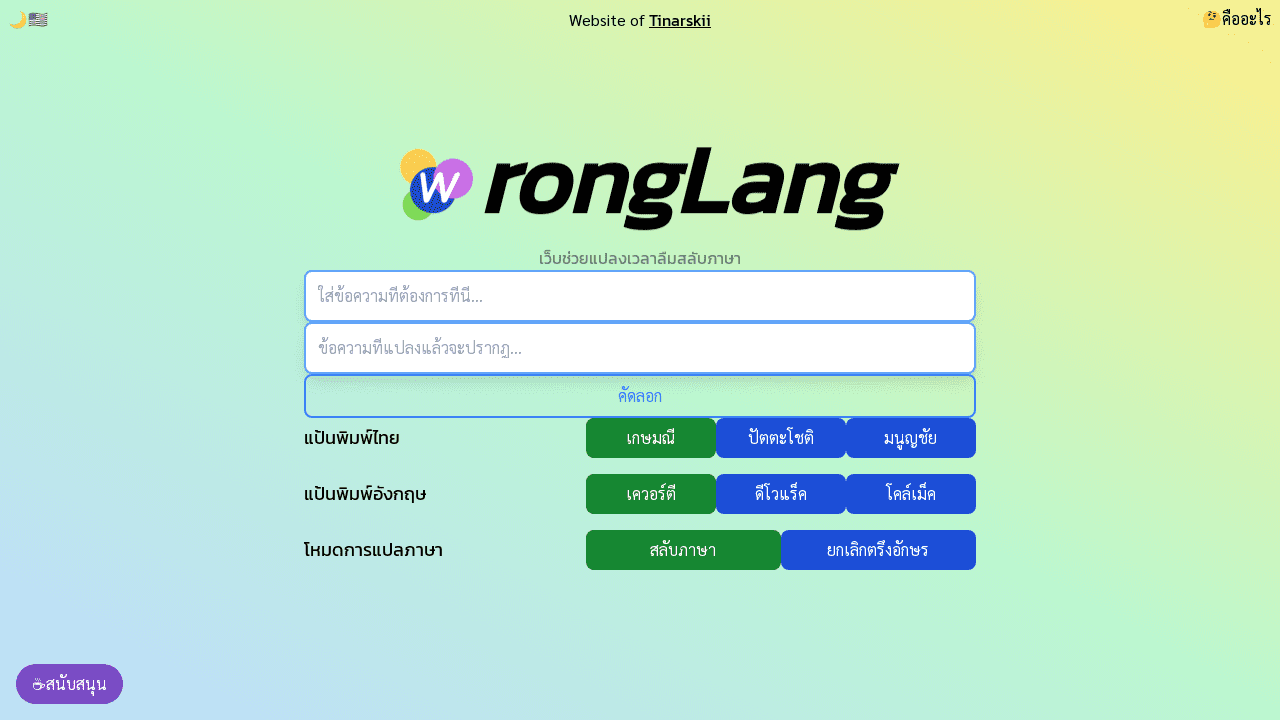 Website of Tinarskii
คืออะไร
WrongLang
เว็บช่วยแปลงเวลาลืมสลับภาษา
ใส่ข้อความที่ต้องการที่นี่...
ข้อความที่แปลงแล้วจะปรากฏ...
คัดลอก
แป้นพิมพ์ไทย เกษมณี ปัตตะโชติ มนูญชัย
แป้นพิมพ์อังกฤษ เควอร์ตี ดีโวแร็ค โคล์เม็ค
โหมดการแปลภาษา สลับภาษา ยกเลิกตรึงอักษร
สนับสนุน